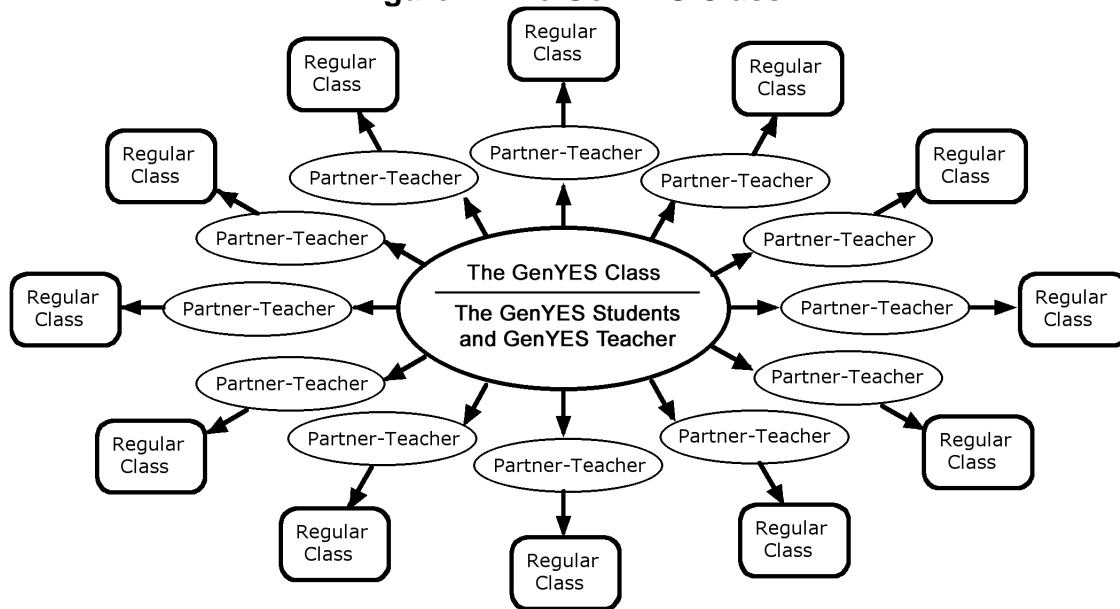 Regular
Class
Regular
Class
Regular
Class
Partner-Teacher
Partner-Teacher
Partner-Teacher
Regular
Class
Regular
Class
Partner-Teacher
Partner-Teacher
The GenYES Class
The GenYES Students
and GenYES Teacher
Regular
Class
Partner-Teacher
Partner-Teacher
Regular
Class
Partner-Teacher
Partner-Teacher
Regular
Class
Partner-Teacher
Partner-Teacher
Partner-Teacher
Regular
Class
Regular
Class
Regular
Class
Regular
Class